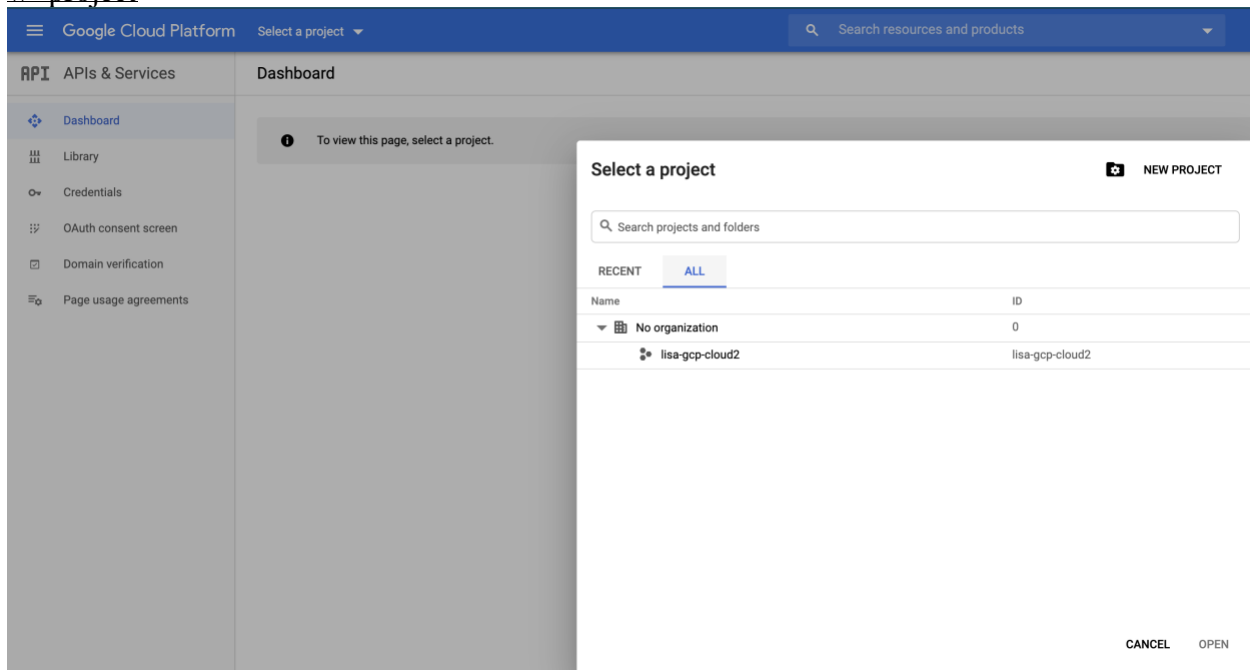 Google Cloud Platform Select a project Search resources and products
API APIs & Services Dashboard
Dashboard
Library
Credentials
OAuth consent screen
Domain verification
Page usage agreements
To view this page, select a project.
Select a project NEW PROJECT
Search projects and folders
RECENT ALL
Name ID
No organization 0
lisa-gcp-cloud2 lisa-gcp-cloud2
CANCEL OPEN